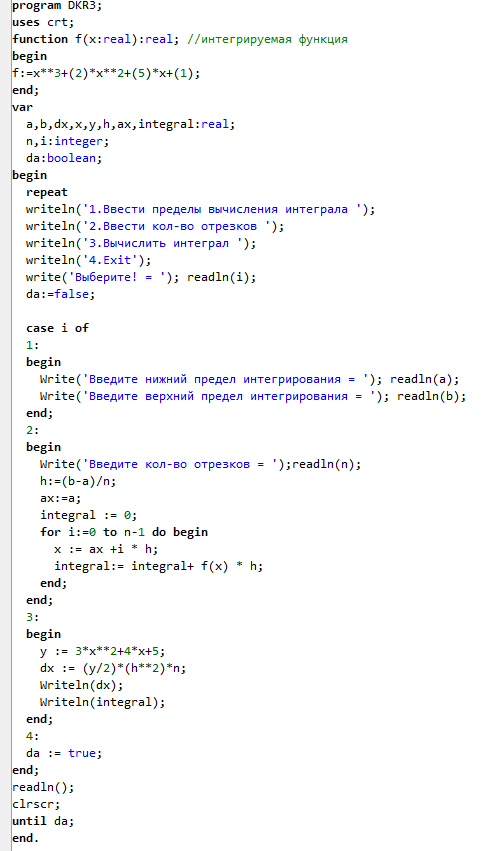 program DKR3;
uses crt;
function f(x:real):real; //интегрируемая функция
begin
f:=x**3+(2)*x**2+(5)*x+(1);
end;
var
a,b,dx,x,y,h,ax,integral:real;
n,i:integer;
da:boolean;
begin
repeat
writeln('1.Ввести пределы вычисления интеграла ');
writeln('2.Ввести кол-во отрезков ');
writeln('3.Вычислить интеграл ');
writeln('4.Exit');
write('Выберите! = '); readln(i);
da:=false;
case i of
1:
begin
Write('Введите нижний предел интегрирования = '); readln(a);
Write('Введите верхний предел интегрирования = '); readln(b);
end;
2:
begin
Write('Введите кол-во отрезков = ');readln(n);
h:=(b-a)/n;
ax:=a;
integral := 0;
for i:=0 to n-1 do begin
x := ax +i * h;
integral:= integral+ f(x) * h;
end;
end;
3:
begin
y := 3*x**2+4*x+5;
dx := (y/2)*(h**2)*n;
Writeln(dx);
Writeln(integral);
end;
4:
da := true;
end;
readln();
clrscr;
until da;
end.